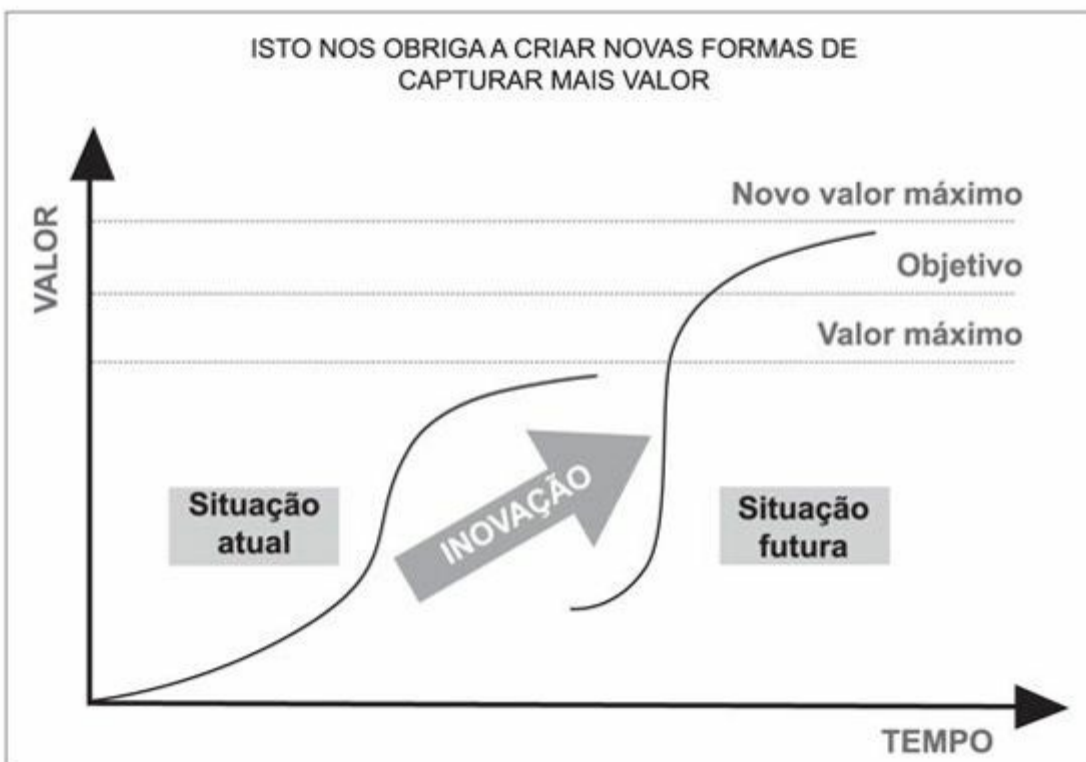 ISTO NOS OBRIGA A CRIAR NOVAS FORMAS DE
CAPTURAR MAIS VALOR
VALOR
Novo valor máximo
Objetivo
Valor máximo
INOVAÇÃO
Situação
atual
Situação
futura
TEMPO